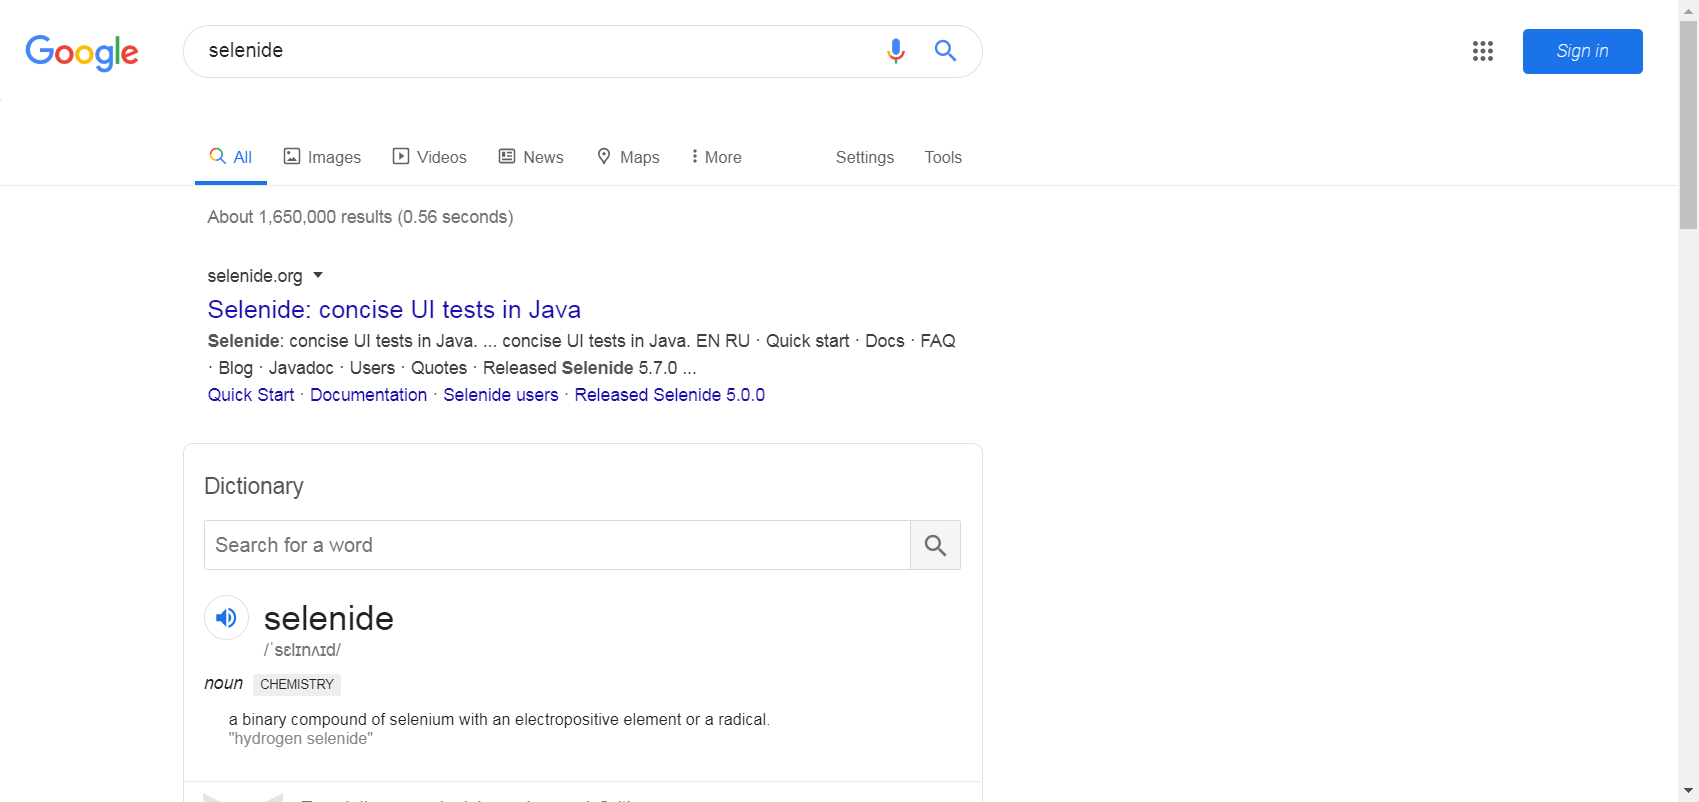 Google
selenide
Sign in
All Images Videos News Maps More Settings Tools
About 1,650,000 results (0.56 seconds)
selenide.org
Selenide: concise UI tests in Java
Selenide: concise UI tests in Java. ... concise UI tests in Java. EN RU · Quick start · Docs · FAQ
· Blog · Javadoc · Users · Quotes · Released Selenide 5.7.0 ...
Quick Start · Documentation · Selenide users · Released Selenide 5.0.0
Dictionary
Search for a word
selenide
/ˈsɛlɪnʌɪd/
noun CHEMISTRY
a binary compound of selenium with an electropositive element or a radical.
"hydrogen selenide"